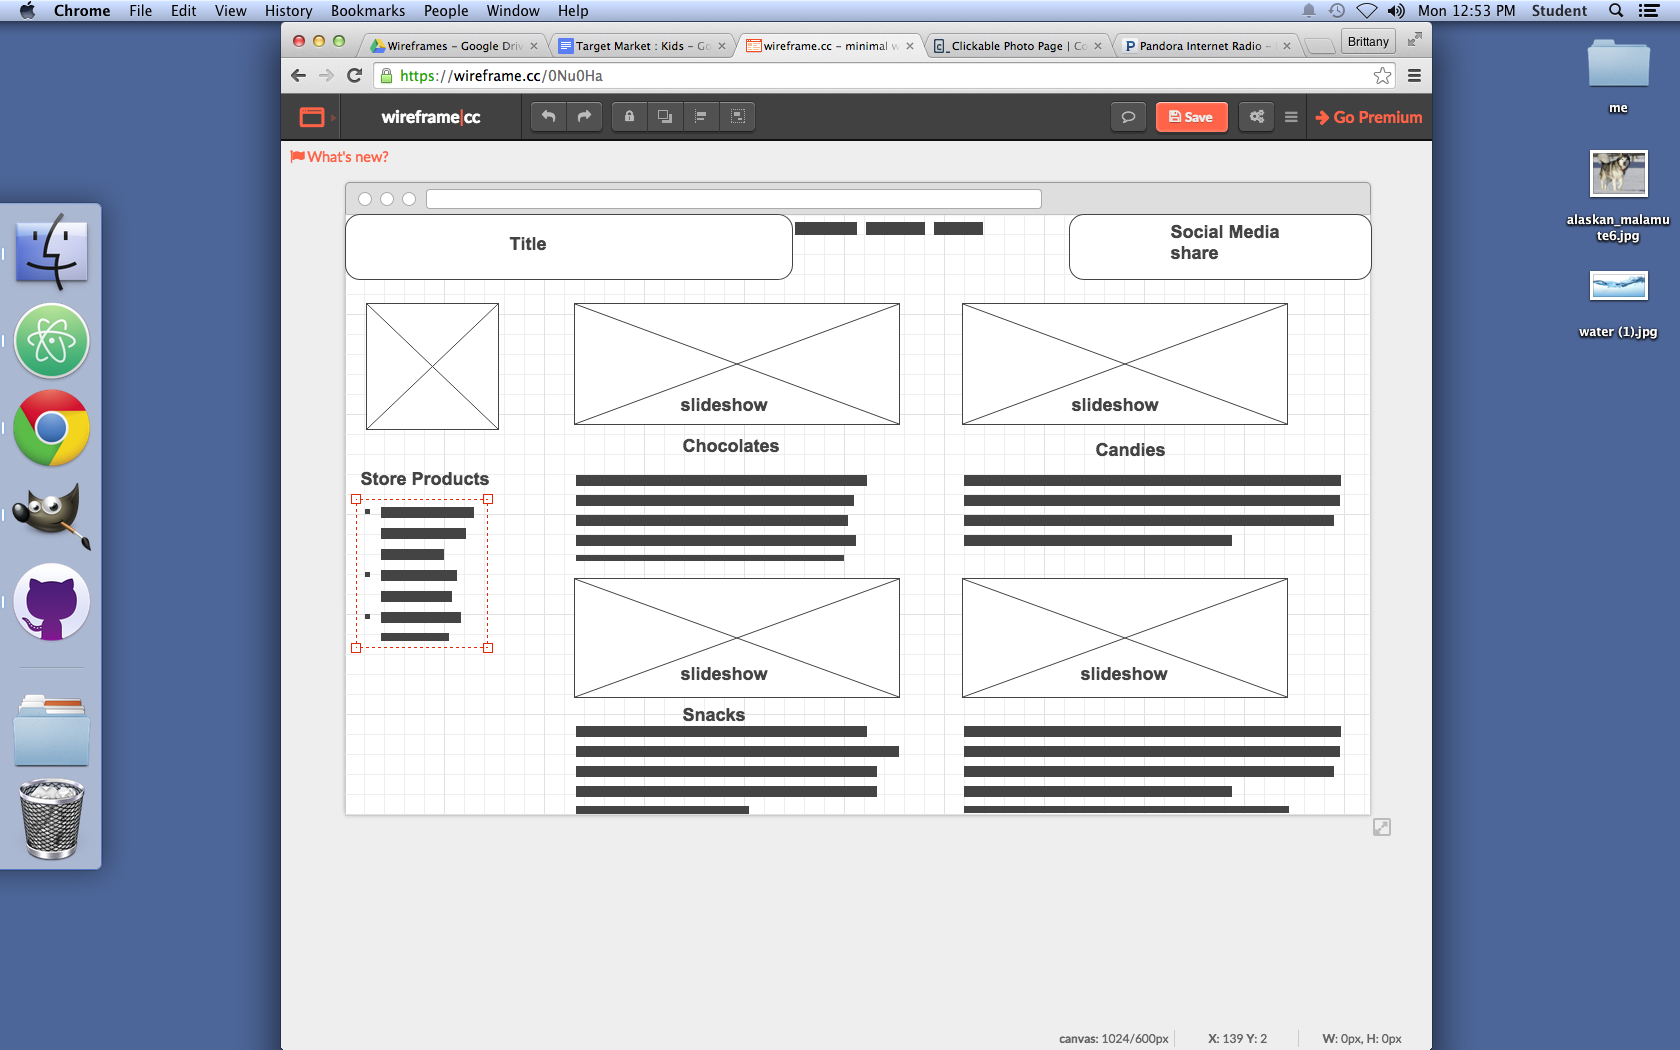 Chrome File Edit View History Bookmarks People Window Help
Mon 12:53 PM Student
Wireframes – Google Driv
Target Market : Kids – Go
wireframe.cc – minimal w
Clickable Photo Page | Co
Pandora Internet Radio –
Brittany
https://wireframe.cc/0Nu0Ha
wireframe|cc
Save
Go Premium
What's new?
Title
Social Media
share
slideshow
slideshow
Chocolates
Candies
Store Products
slideshow
slideshow
Snacks
canvas: 1024/600px
X: 139 Y: 2
W: 0px, H: 0px
me
alaskan_malamu
te6.jpg
water (1).jpg